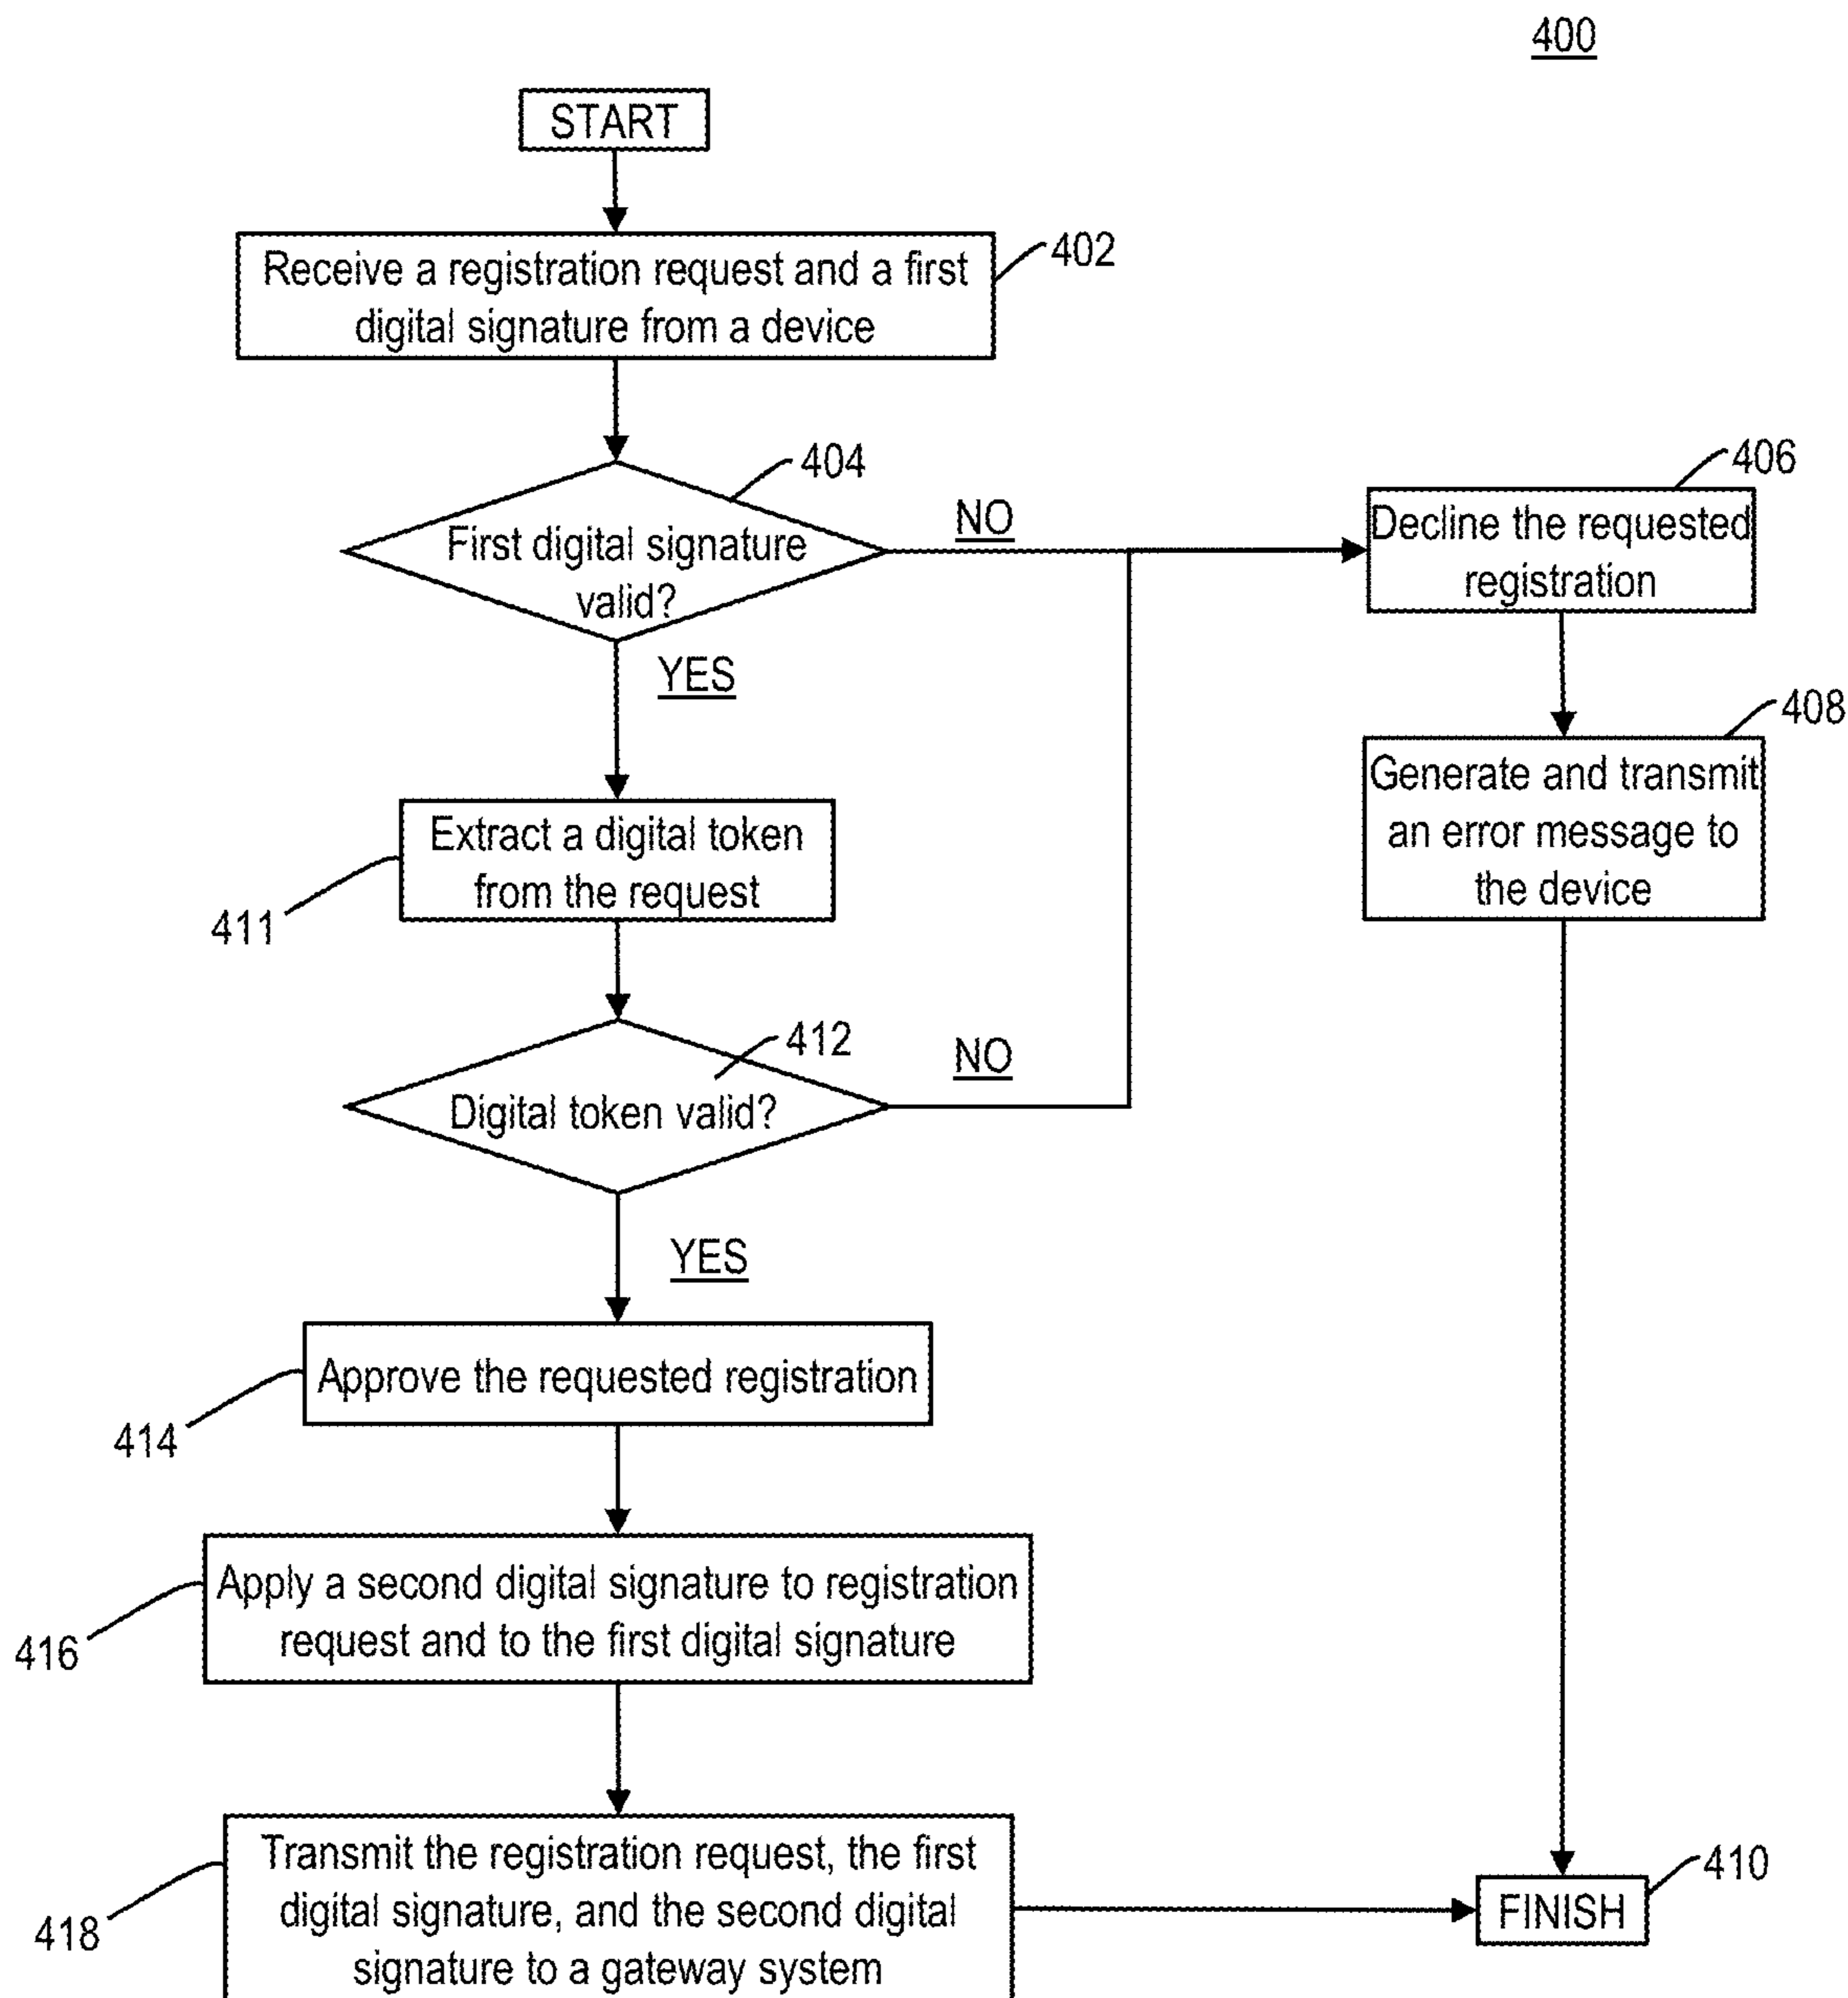 400
START
402
Receive a registration request and a first
digital signature from a device
404
First digital signature
valid?
NO
406
Decline the requested
registration
YES
408
Generate and transmit
an error message to
the device
Extract a digital token
from the request
411
412
Digital token valid?
NO
YES
Approve the requested registration
414
Apply a second digital signature to registration
request and to the first digital signature
416
Transmit the registration request, the first
digital signature, and the second digital
signature to a gateway system
418
410
FINISH